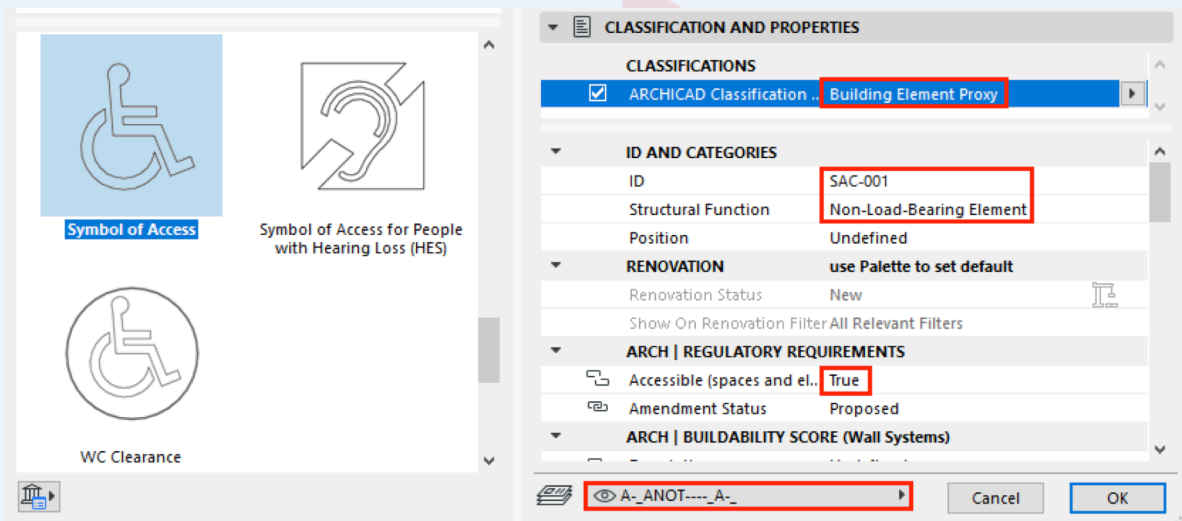 Symbol of Access
Symbol of Access for People
with Hearing Loss (HES)
WC Clearance
CLASSIFICATION AND PROPERTIES
CLASSIFICATIONS
ARCHICAD Classification .. Building Element Proxy
ID AND CATEGORIES
ID SAC-001
Structural Function Non-Load-Bearing Element
Position Undefined
RENOVATION use Palette to set default
Renovation Status New
Show On Renovation Filter All Relevant Filters
ARCH | REGULATORY REQUIREMENTS
Accessible (spaces and el.. True
Amendment Status Proposed
ARCH | BUILDABILITY SCORE (Wall Systems)
A-_ANOT----_A-_
Cancel
OK